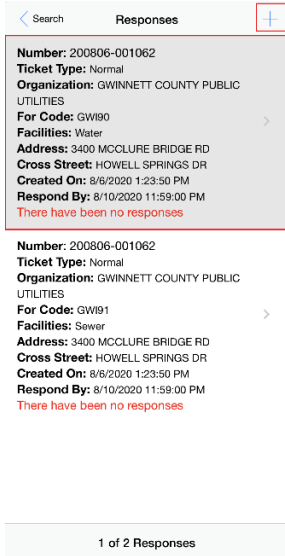 Search
Responses
Number: 200806-001062
Ticket Type: Normal
Organization: GWINNETT COUNTY PUBLIC
UTILITIES
For Code: GWI90
Facilities: Water
Address: 3400 MCCLURE BRIDGE RD
Cross Street: HOWELL SPRINGS DR
Created On: 8/6/2020 1:23:50 PM
Respond By: 8/10/2020 11:59:00 PM
There have been no responses
Number: 200806-001062
Ticket Type: Normal
Organization: GWINNETT COUNTY PUBLIC
UTILITIES
For Code: GWI91
Facilities: Sewer
Address: 3400 MCCLURE BRIDGE RD
Cross Street: HOWELL SPRINGS DR
Created On: 8/6/2020 1:23:50 PM
Respond By: 8/10/2020 11:59:00 PM
There have been no responses
1 of 2 Responses